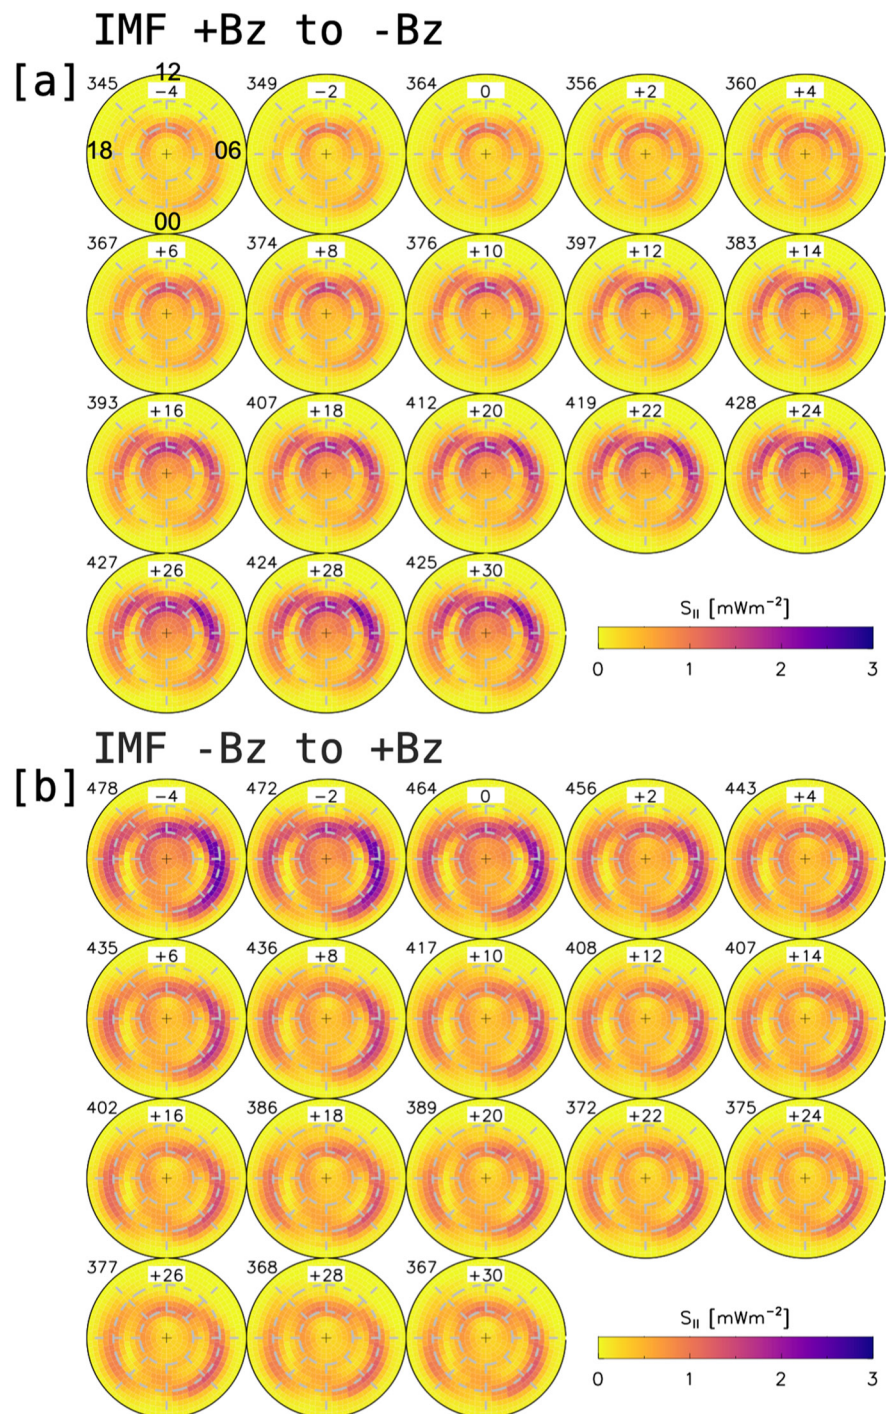 IMF +Bz to -Bz
[a]
345 349 364 356 360
12
−4 −2 0 +2 +4
18 06
00
367 374 376 397 383
+6 +8 +10 +12 +14
393 407 412 419 428
+16 +18 +20 +22 +24
427 424 425
+26 +28 +30
S|| [mWm−2]
0 1 2 3
IMF -Bz to +Bz
[b]
478 472 464 456 443
−4 −2 0 +2 +4
435 436 417 408 407
+6 +8 +10 +12 +14
402 386 389 372 375
+16 +18 +20 +22 +24
377 368 367
+26 +28 +30
S|| [mWm−2]
0 1 2 3